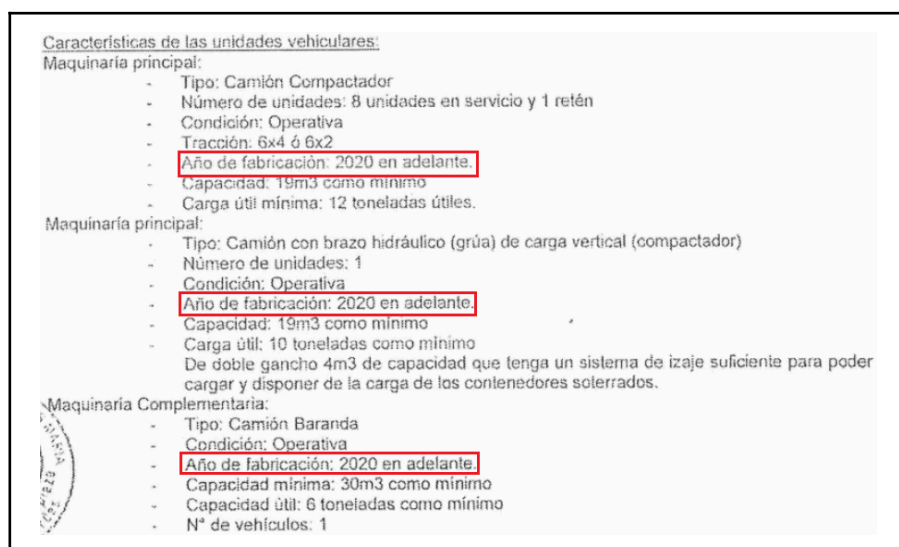 Características de las unidades vehiculares:
Maquinaría principal:
- Tipo: Camión Compactador
- Número de unidades: 8 unidades en servicio y 1 retén
- Condición: Operativa
- Tracción: 6x4 ó 6x2
- Año de fabricación: 2020 en adelante.
- Capacidad: 19m3 como mínimo
- Carga útil mínima: 12 toneladas útiles.
Maquinaría principal:
- Tipo: Camión con brazo hidráulico (grúa) de carga vertical (compactador)
- Número de unidades: 1
- Condición: Operativa
- Año de fabricación: 2020 en adelante.
- Capacidad: 19m3 como mínimo
- Carga útil: 10 toneladas como mínimo
De doble gancho 4m3 de capacidad que tenga un sistema de izaje suficiente para poder
cargar y disponer de la carga de los contenedores soterrados.
Maquinaría Complementaria:
- Tipo: Camión Baranda
- Condición: Operativa
- Año de fabricación: 2020 en adelante.
- Capacidad mínima: 30m3 como mínimo
- Capacidad útil: 6 toneladas como mínimo
- N° de vehículos: 1
MARIA